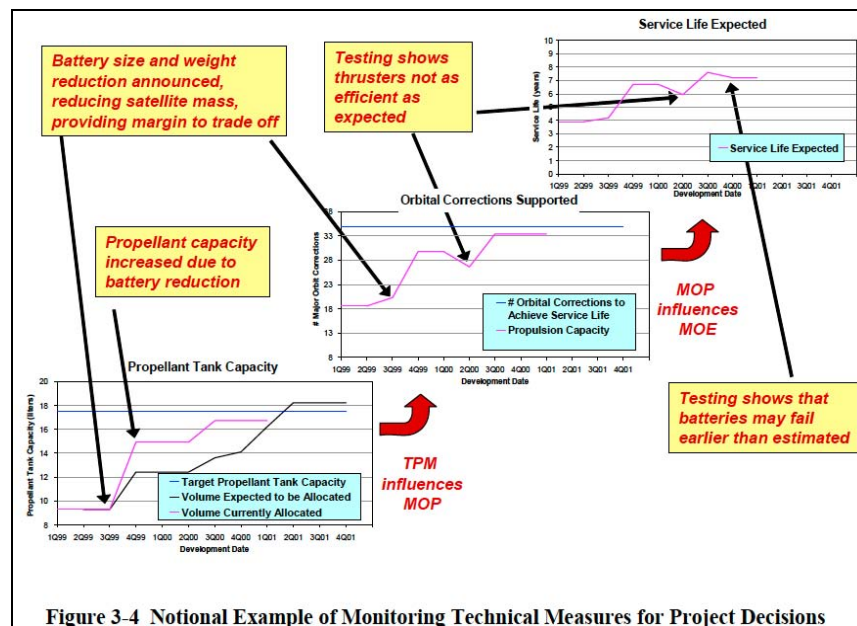 Service Life Expected
Battery size and weight
reduction announced,
reducing satellite mass,
providing margin to trade off
Testing shows
thrusters not as
efficient as
expected
Service Life (years)
10
9
8
7
6
5
4
3
2
1
0
Service Life Expected
1Q99 2Q99 3Q99 4Q99 1Q00 2Q00 3Q00 4Q00 1Q01 2Q01 3Q01 4Q01
Development Date
Orbital Corrections Supported
Propellant capacity
increased due to
battery reduction
# Major Orbit Corrections
38
33
28
23
18
13
8
# Orbital Corrections to
Achieve Service Life
Propulsion Capacity
1Q99 2Q99 3Q99 4Q99 1Q00 2Q00 3Q00 4Q00 1Q01 2Q01 3Q01 4Q01
Development Date
MOP
influences
MOE
Propellant Tank Capacity
Propellant Tank Capacity (liters)
20
18
16
14
12
10
8
Target Propellant Tank Capacity
Volume Expected to be Allocated
Volume Currently Allocated
1Q99 2Q99 3Q99 4Q99 1Q00 2Q00 3Q00 4Q00 1Q01 2Q01 3Q01 4Q01
Development Date
TPM
influences
MOP
Testing shows that
batteries may fail
earlier than estimated
Figure 3-4 Notional Example of Monitoring Technical Measures for Project Decisions